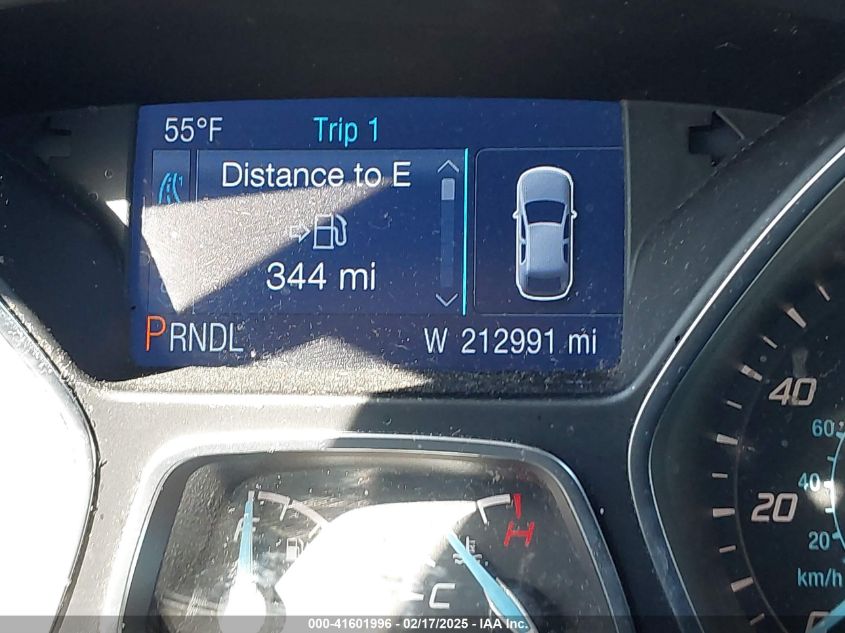 55°F Trip 1
Distance to E
344 mi
PRNDL W 212991 mi
40
60
40
20
20
km/h
0
H
C
000-41601996 - 02/17/2025 - IAA Inc.